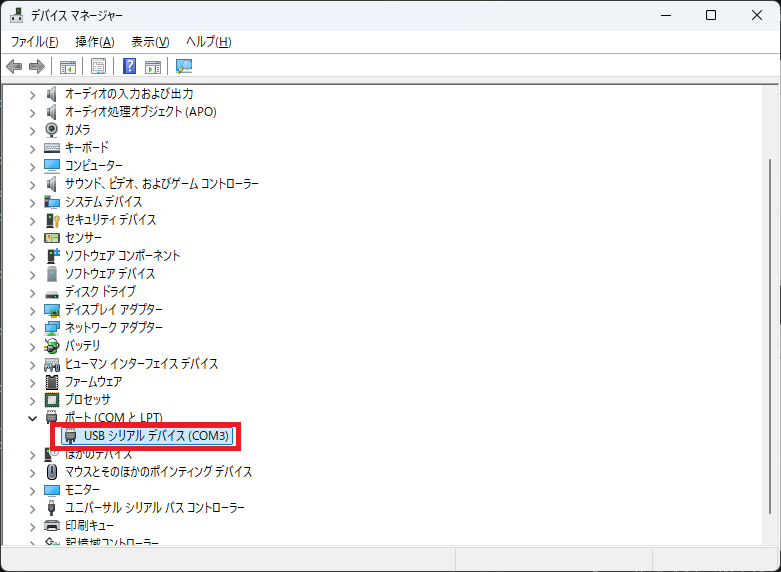 デバイス マネージャー
ファイル(F) 操作(A) 表示(V) ヘルプ(H)
オーディオの入力および出力
オーディオ処理オブジェクト (APO)
カメラ
キーボード
コンピューター
サウンド、ビデオ、およびゲーム コントローラー
システム デバイス
セキュリティ デバイス
センサー
ソフトウェア コンポーネント
ソフトウェア デバイス
ディスク ドライブ
ディスプレイ アダプター
ネットワーク アダプター
バッテリ
ヒューマン インターフェイス デバイス
ファームウェア
プロセッサ
ポート (COM と LPT)
USB シリアル デバイス (COM3)
ほかのデバイス
マウスとそのほかのポインティング デバイス
モニター
ユニバーサル シリアル バス コントローラー
印刷キュー
記憶域コントローラー